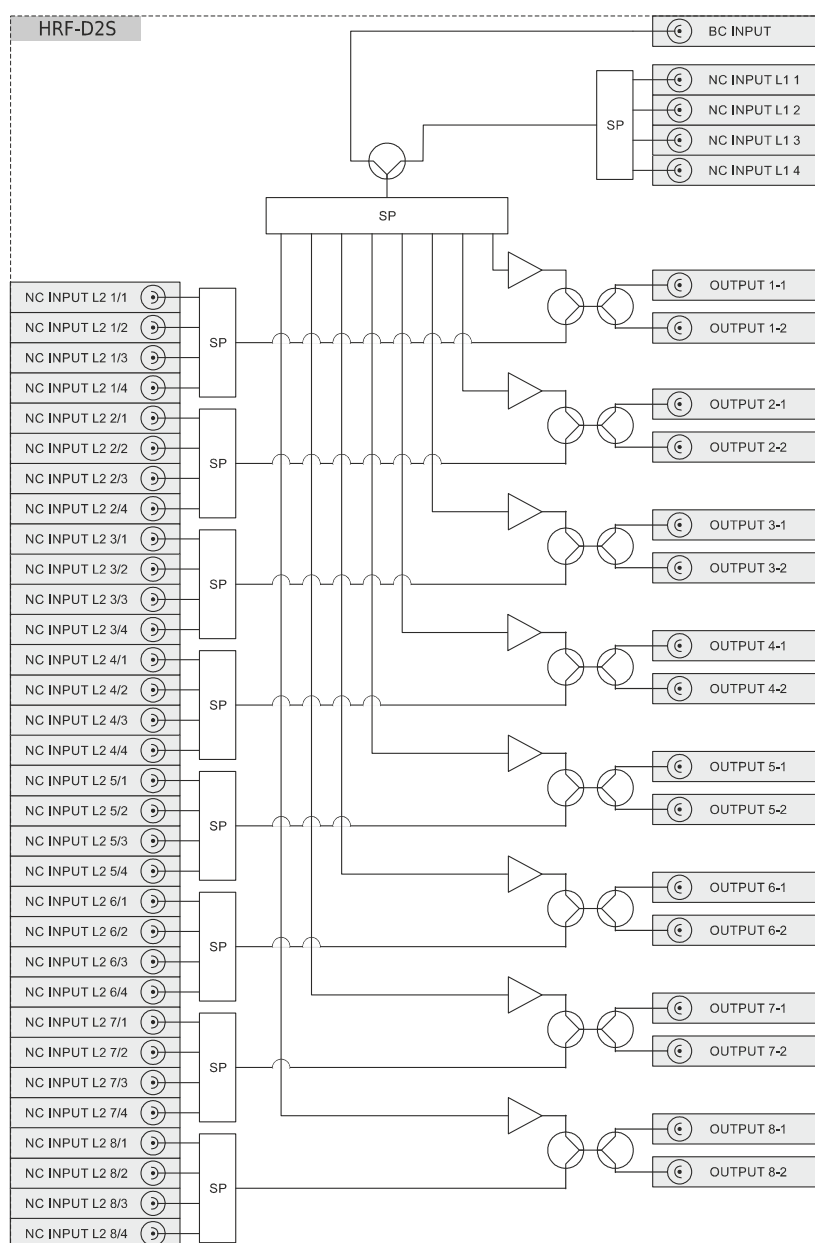 HRF-D2S
BC INPUT
NC INPUT L1 1
NC INPUT L1 2
NC INPUT L1 3
NC INPUT L1 4
SP
SP
NC INPUT L2 1/1
NC INPUT L2 1/2
NC INPUT L2 1/3
NC INPUT L2 1/4
SP
OUTPUT 1-1
OUTPUT 1-2
NC INPUT L2 2/1
NC INPUT L2 2/2
NC INPUT L2 2/3
NC INPUT L2 2/4
SP
OUTPUT 2-1
OUTPUT 2-2
NC INPUT L2 3/1
NC INPUT L2 3/2
NC INPUT L2 3/3
NC INPUT L2 3/4
SP
OUTPUT 3-1
OUTPUT 3-2
NC INPUT L2 4/1
NC INPUT L2 4/2
NC INPUT L2 4/3
NC INPUT L2 4/4
SP
OUTPUT 4-1
OUTPUT 4-2
NC INPUT L2 5/1
NC INPUT L2 5/2
NC INPUT L2 5/3
NC INPUT L2 5/4
SP
OUTPUT 5-1
OUTPUT 5-2
NC INPUT L2 6/1
NC INPUT L2 6/2
NC INPUT L2 6/3
NC INPUT L2 6/4
SP
OUTPUT 6-1
OUTPUT 6-2
NC INPUT L2 7/1
NC INPUT L2 7/2
NC INPUT L2 7/3
NC INPUT L2 7/4
SP
OUTPUT 7-1
OUTPUT 7-2
NC INPUT L2 8/1
NC INPUT L2 8/2
NC INPUT L2 8/3
NC INPUT L2 8/4
SP
OUTPUT 8-1
OUTPUT 8-2